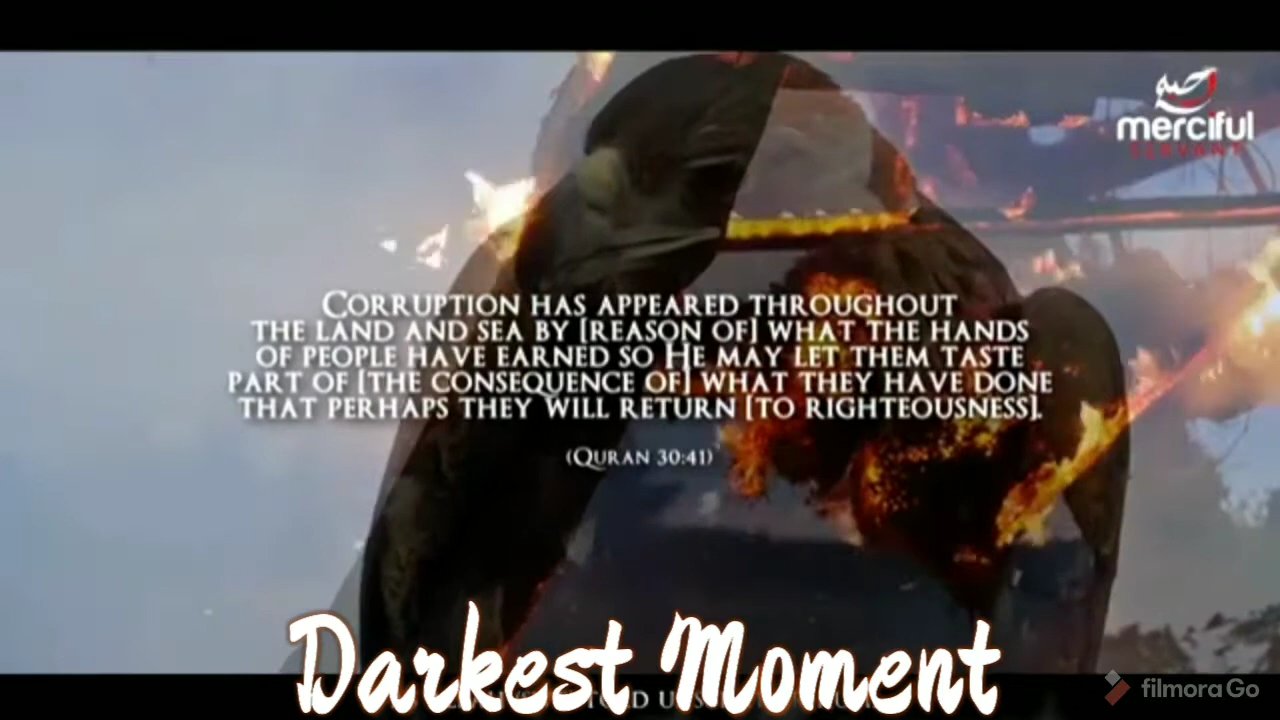 حمه
merciful
SERVANT
Corruption has appeared throughout
the land and sea by [reason of] what the hands
of people have earned so He may let them taste
part of [the consequence of] what they have done
that perhaps they will return [to righteousness].
(Quran 30:41)
Darkest Moment
filmoraGo